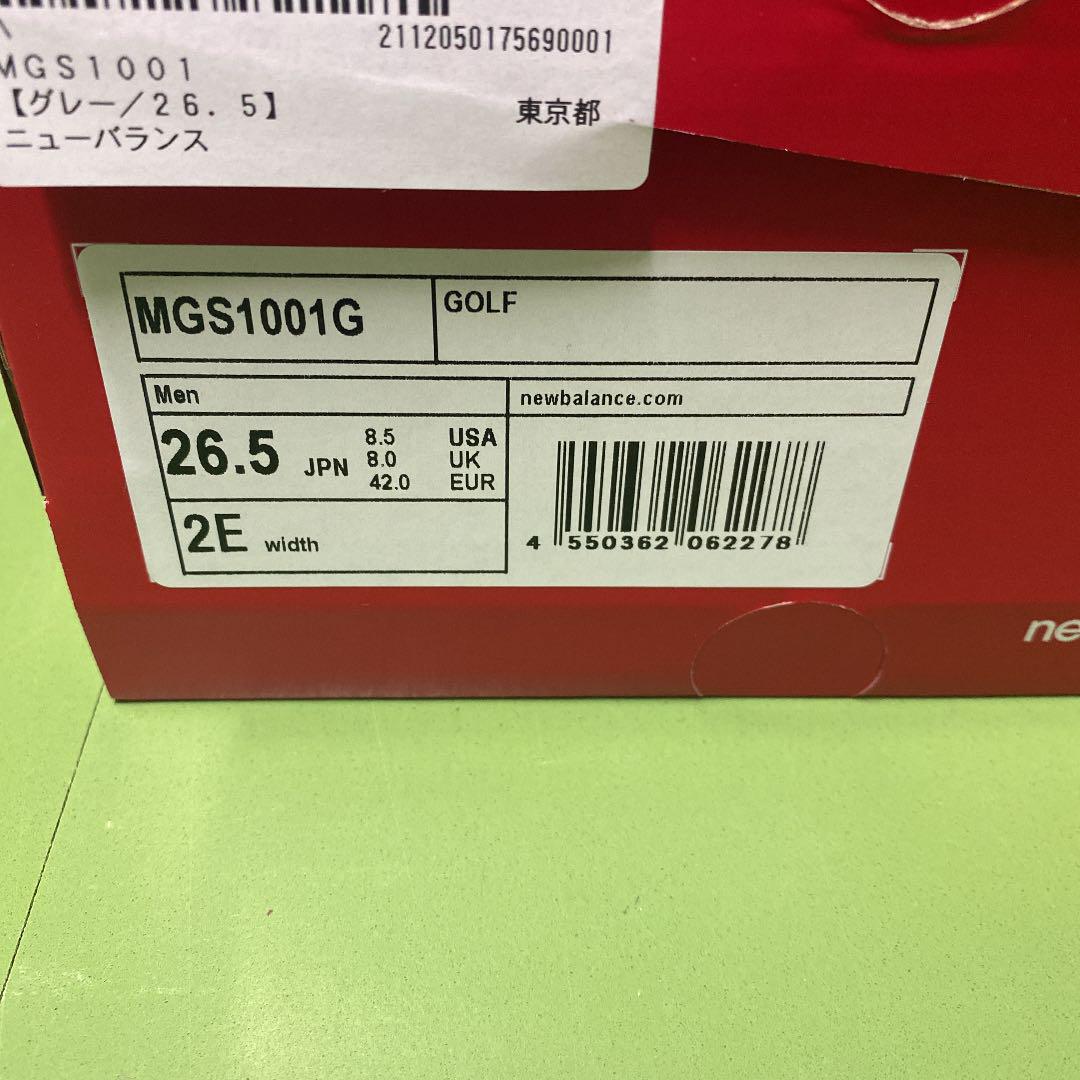 2112050175690001
MGS1001
【グレー/26.5】
東京都
ニューバランス
MGS1001G
GOLF
Men
newbalance.com
26.5 JPN
8.5 USA
8.0 UK
42.0 EUR
2E width
4 550362 062278
ne